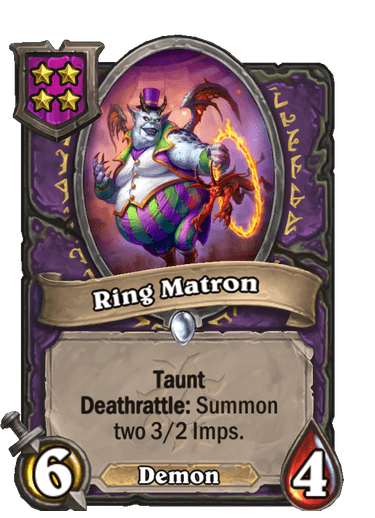 Ring Matron
Taunt
Deathrattle: Summon
two 3/2 Imps.
6
Demon
4